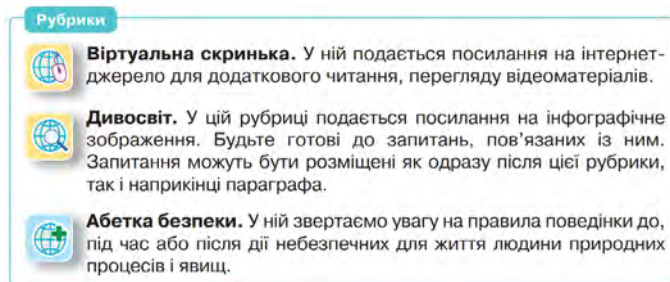 Рубрики
Віртуальна скринька. У ній подається посилання на інтернет-
джерело для додаткового читання, перегляду відеоматеріалів.
Дивосвіт. У цій рубриці подається посилання на інфографічне
зображення. Будьте готові до запитань, пов’язаних із ним.
Запитання можуть бути розміщені як одразу після цієї рубрики,
так і наприкінці параграфа.
Абетка безпеки. У ній звертаємо увагу на правила поведінки до,
під час або після дії небезпечних для життя людини природних
процесів і явищ.